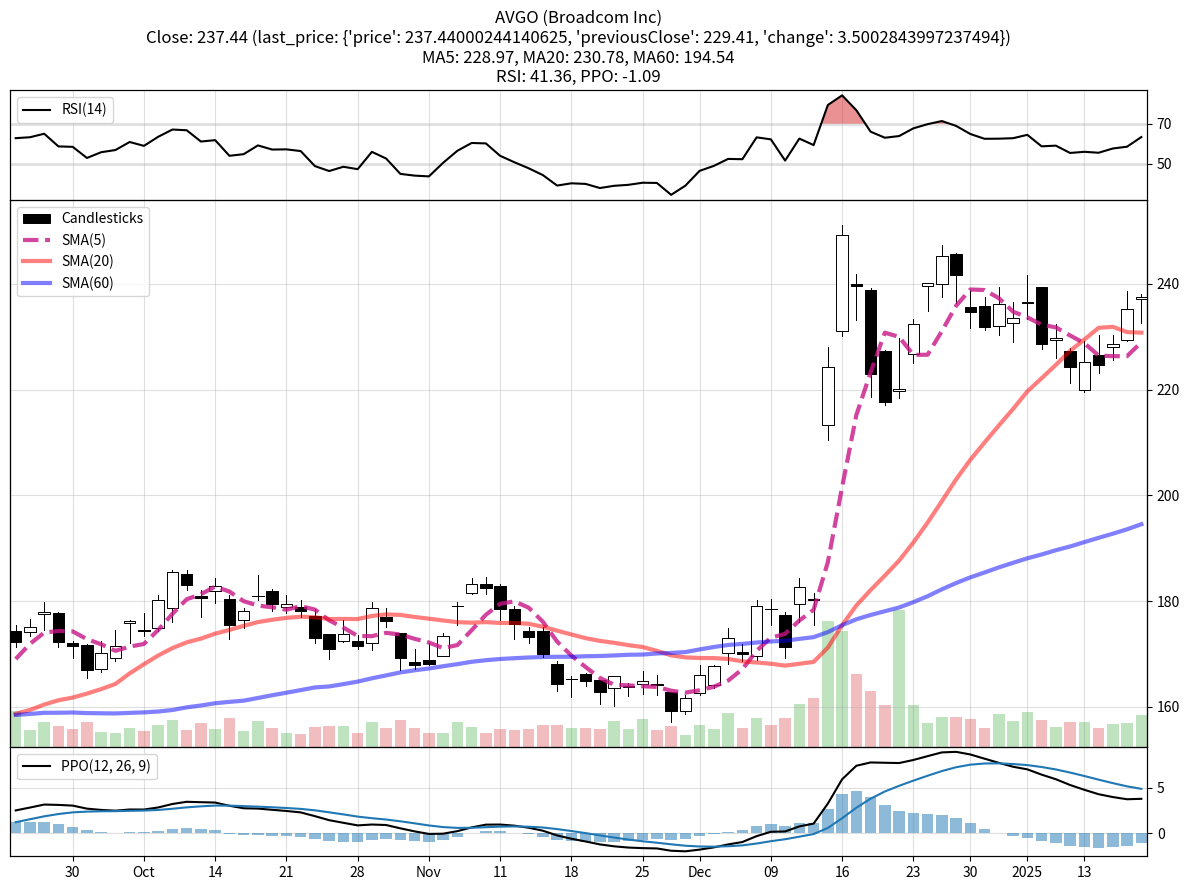 AVGO (Broadcom Inc)
Close: 237.44 (last_price: {'price': 237.44000244140625, 'previousClose': 229.41, 'change': 3.5002843997237494})
MA5: 228.97, MA20: 230.78, MA60: 194.54
RSI: 41.36, PPO: -1.09
RSI(14)
70
50
Candlesticks
SMA(5)
SMA(20)
SMA(60)
240
220
200
180
160
PPO(12, 26, 9)
5
0
30 Oct 14 21 28 Nov 11 18 25 Dec 09 16 23 30 2025 13